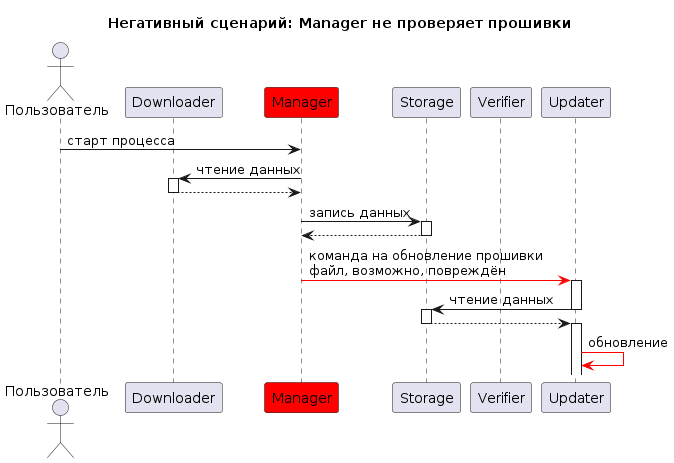 Негативный сценарий: Manager не проверяет прошивки
Пользователь
Downloader
Manager
Storage
Verifier
Updater
старт процесса
чтение данных
запись данных
команда на обновление прошивки
файл, возможно, повреждён
чтение данных
обновление
Пользователь
Downloader
Manager
Storage
Verifier
Updater